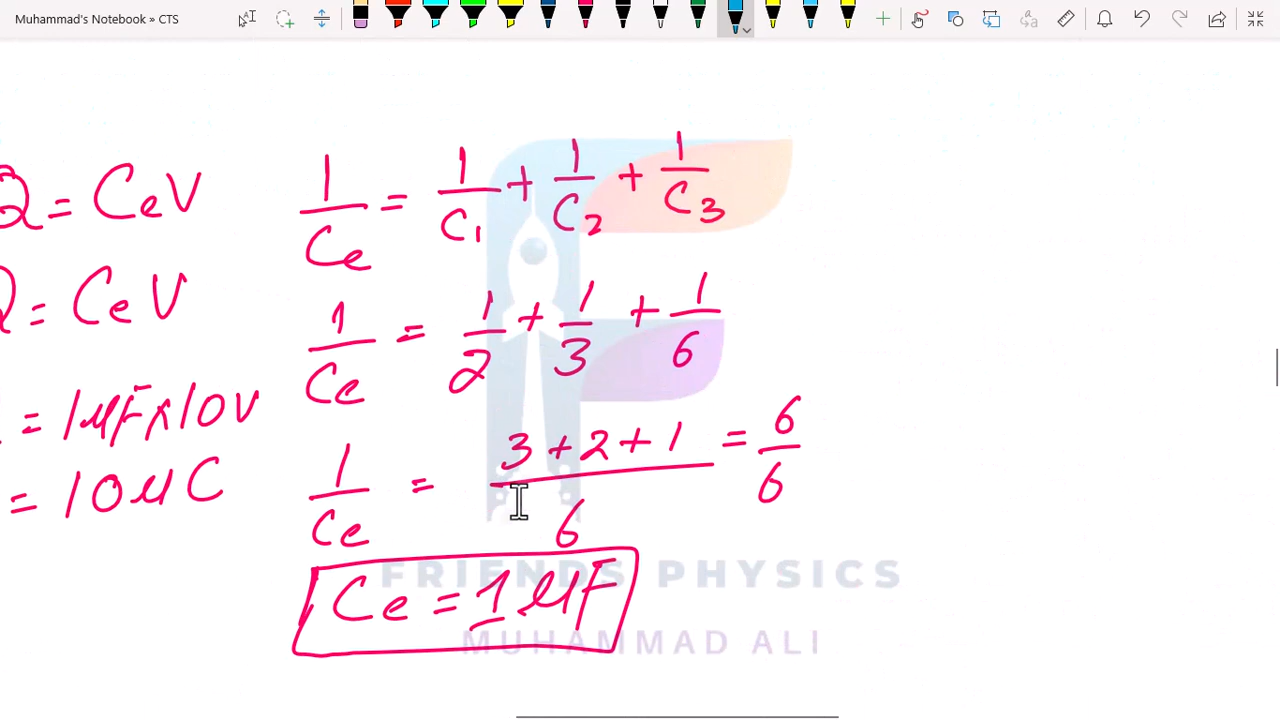 Muhammad's Notebook » CTS
Q = CeV
Q = CeV
= 1μF×10V
= 10μC
1/Ce = 1/C1 + 1/C2 + 1/C3
1/Ce = 1/2 + 1/3 + 1/6
1/Ce = 3+2+1/6 = 6/6
Ce = 1μF
FRIENDS PHYSICS
MUHAMMAD ALI